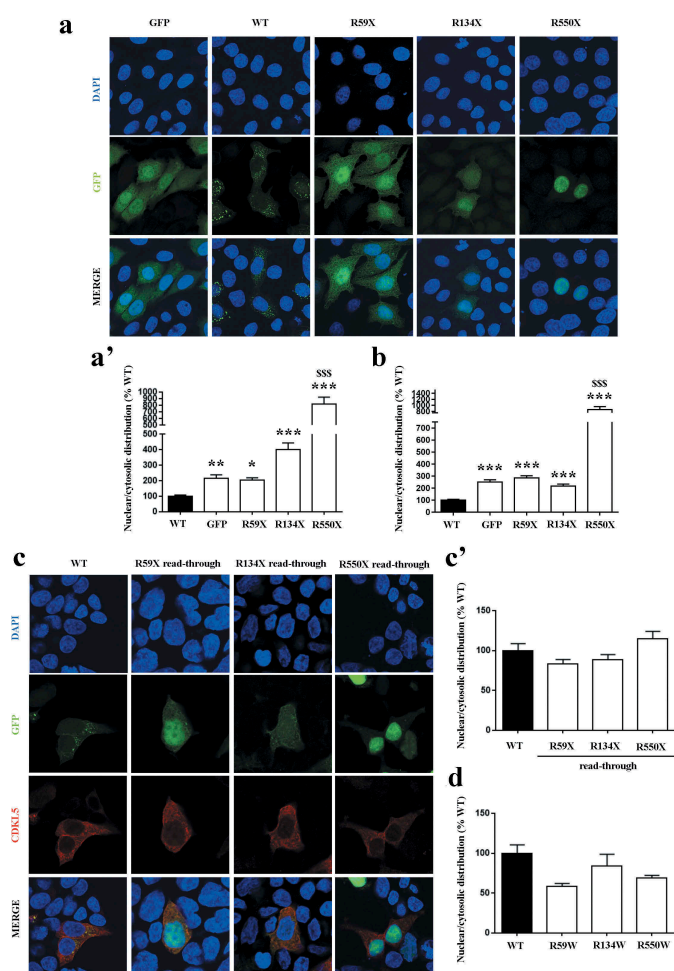 a
GFP WT R59X R134X R550X
DAPI
GFP
MERGE
a’
Nuclear/cytosolic distribution (% WT)
1000
900
800
700
600
500
400
300
200
100
0
** * *** $$$ ***
WT GFP R59X R134X R550X
b
Nuclear/cytosolic distribution (% WT)
1400
1200
1000
800
700
600
500
400
300
200
100
0
*** *** *** $$$ ***
WT GFP R59X R134X R550X
c
WT R59X read-through R134X read-through R550X read-through
DAPI
GFP
CDKL5
MERGE
c’
Nuclear/cytosolic distribution (% WT)
150
100
50
0
WT R59X R134X R550X
read-through
d
Nuclear/cytosolic distribution (% WT)
150
100
50
0
WT R59W R134W R550W